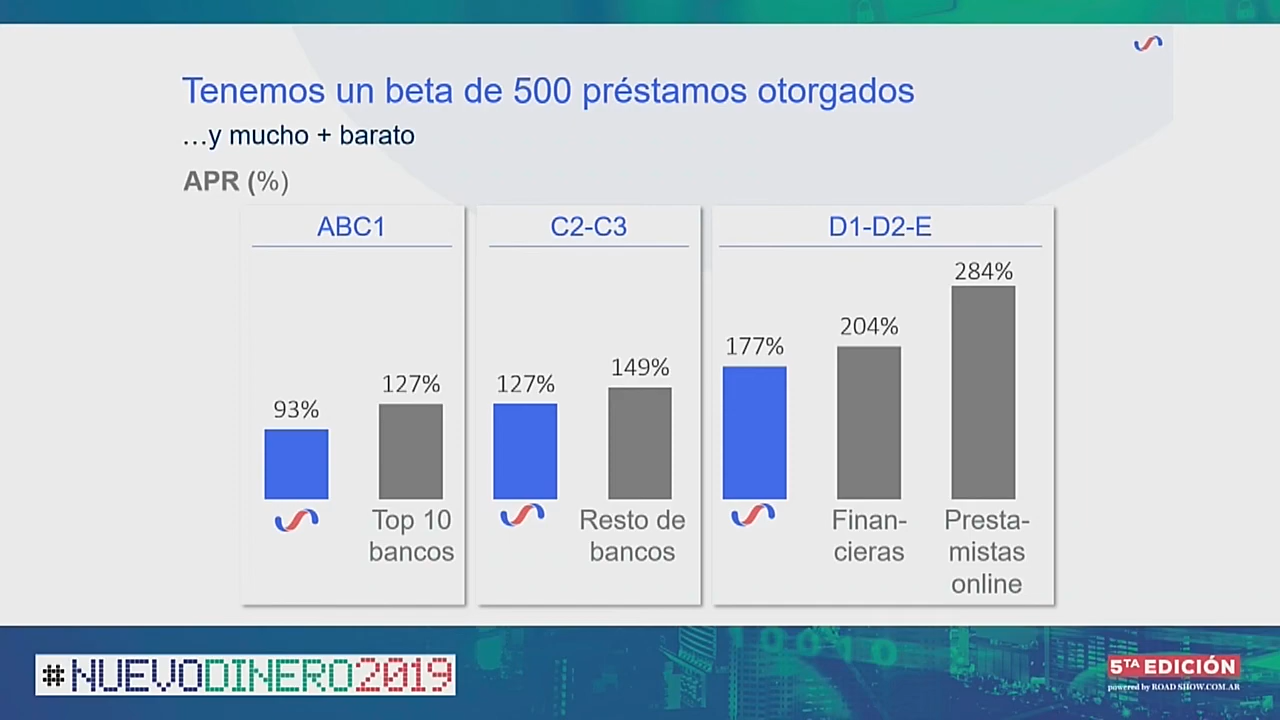 Tenemos un beta de 500 préstamos otorgados
…y mucho + barato
APR (%)
ABC1
93%
127%
Top 10
bancos
C2-C3
127%
149%
Resto de
bancos
D1-D2-E
177%
204%
284%
Finan-
cieras
Presta-
mistas
online
#NUEVODINERO2019
5TA EDICIÓN
powered by ROAD SHOW.COM.AR